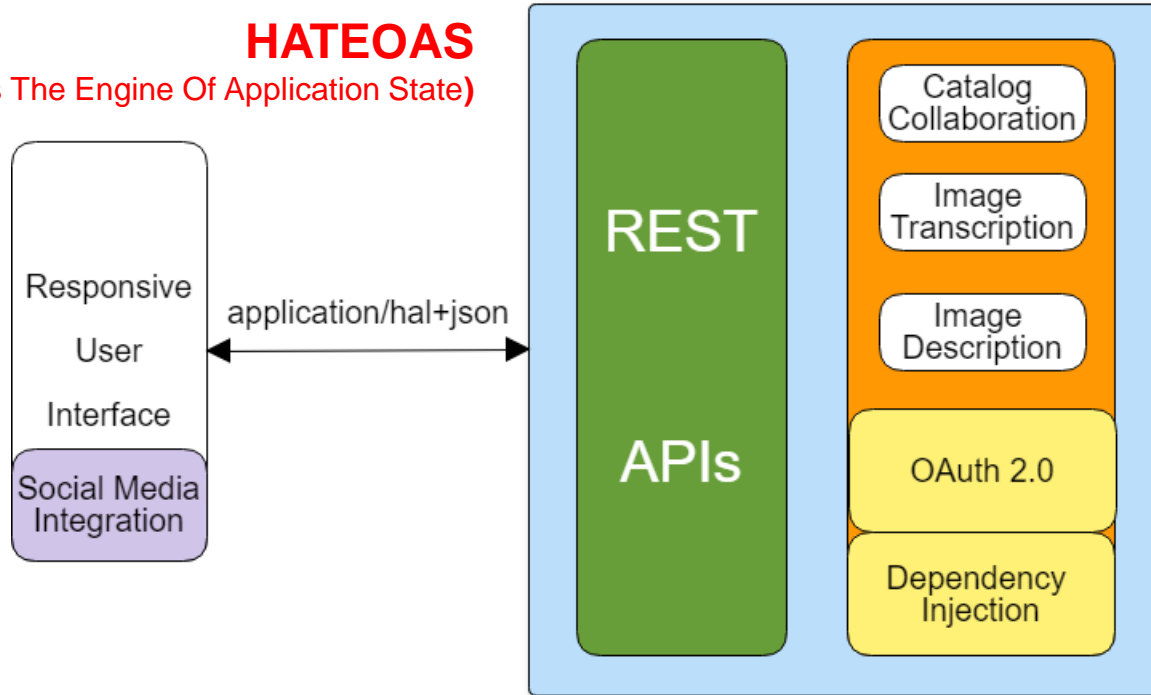 HATEOAS
The Engine Of Application State)
Responsive
User
Interface
Social Media
Integration
application/hal+json
REST
APIs
Catalog
Collaboration
Image
Transcription
Image
Description
OAuth 2.0
Dependency
Injection